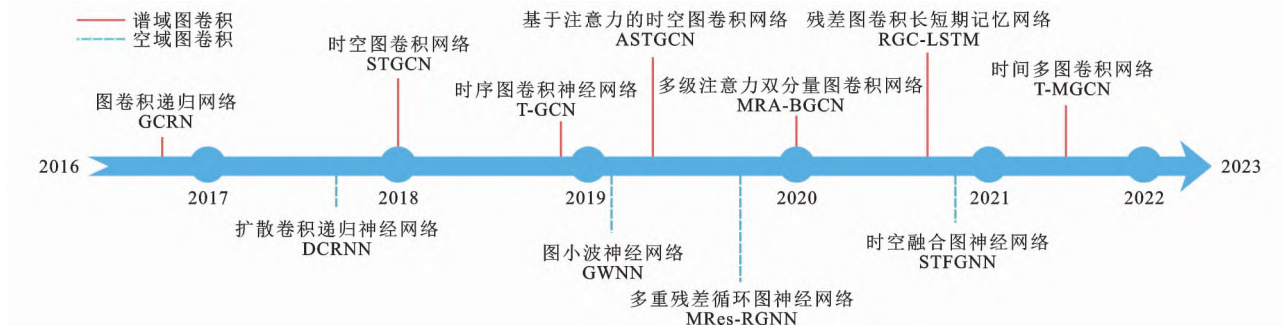 谱域图卷积
空域图卷积
图卷积递归网络
GCRN
时空图卷积网络
STGCN
时序图卷积神经网络
T-GCN
基于注意力的时空图卷积网络
ASTGCN
多级注意力双分量图卷积网络
MRA-BGCN
残差图卷积长短期记忆网络
RGC-LSTM
时间多图卷积网络
T-MGCN
2016
2017
2018
2019
2020
2021
2022
2023
扩散卷积递归神经网络
DCRNN
图小波神经网络
GWNN
多重残差循环图神经网络
MRes-RGNN
时空融合图神经网络
STFGNN